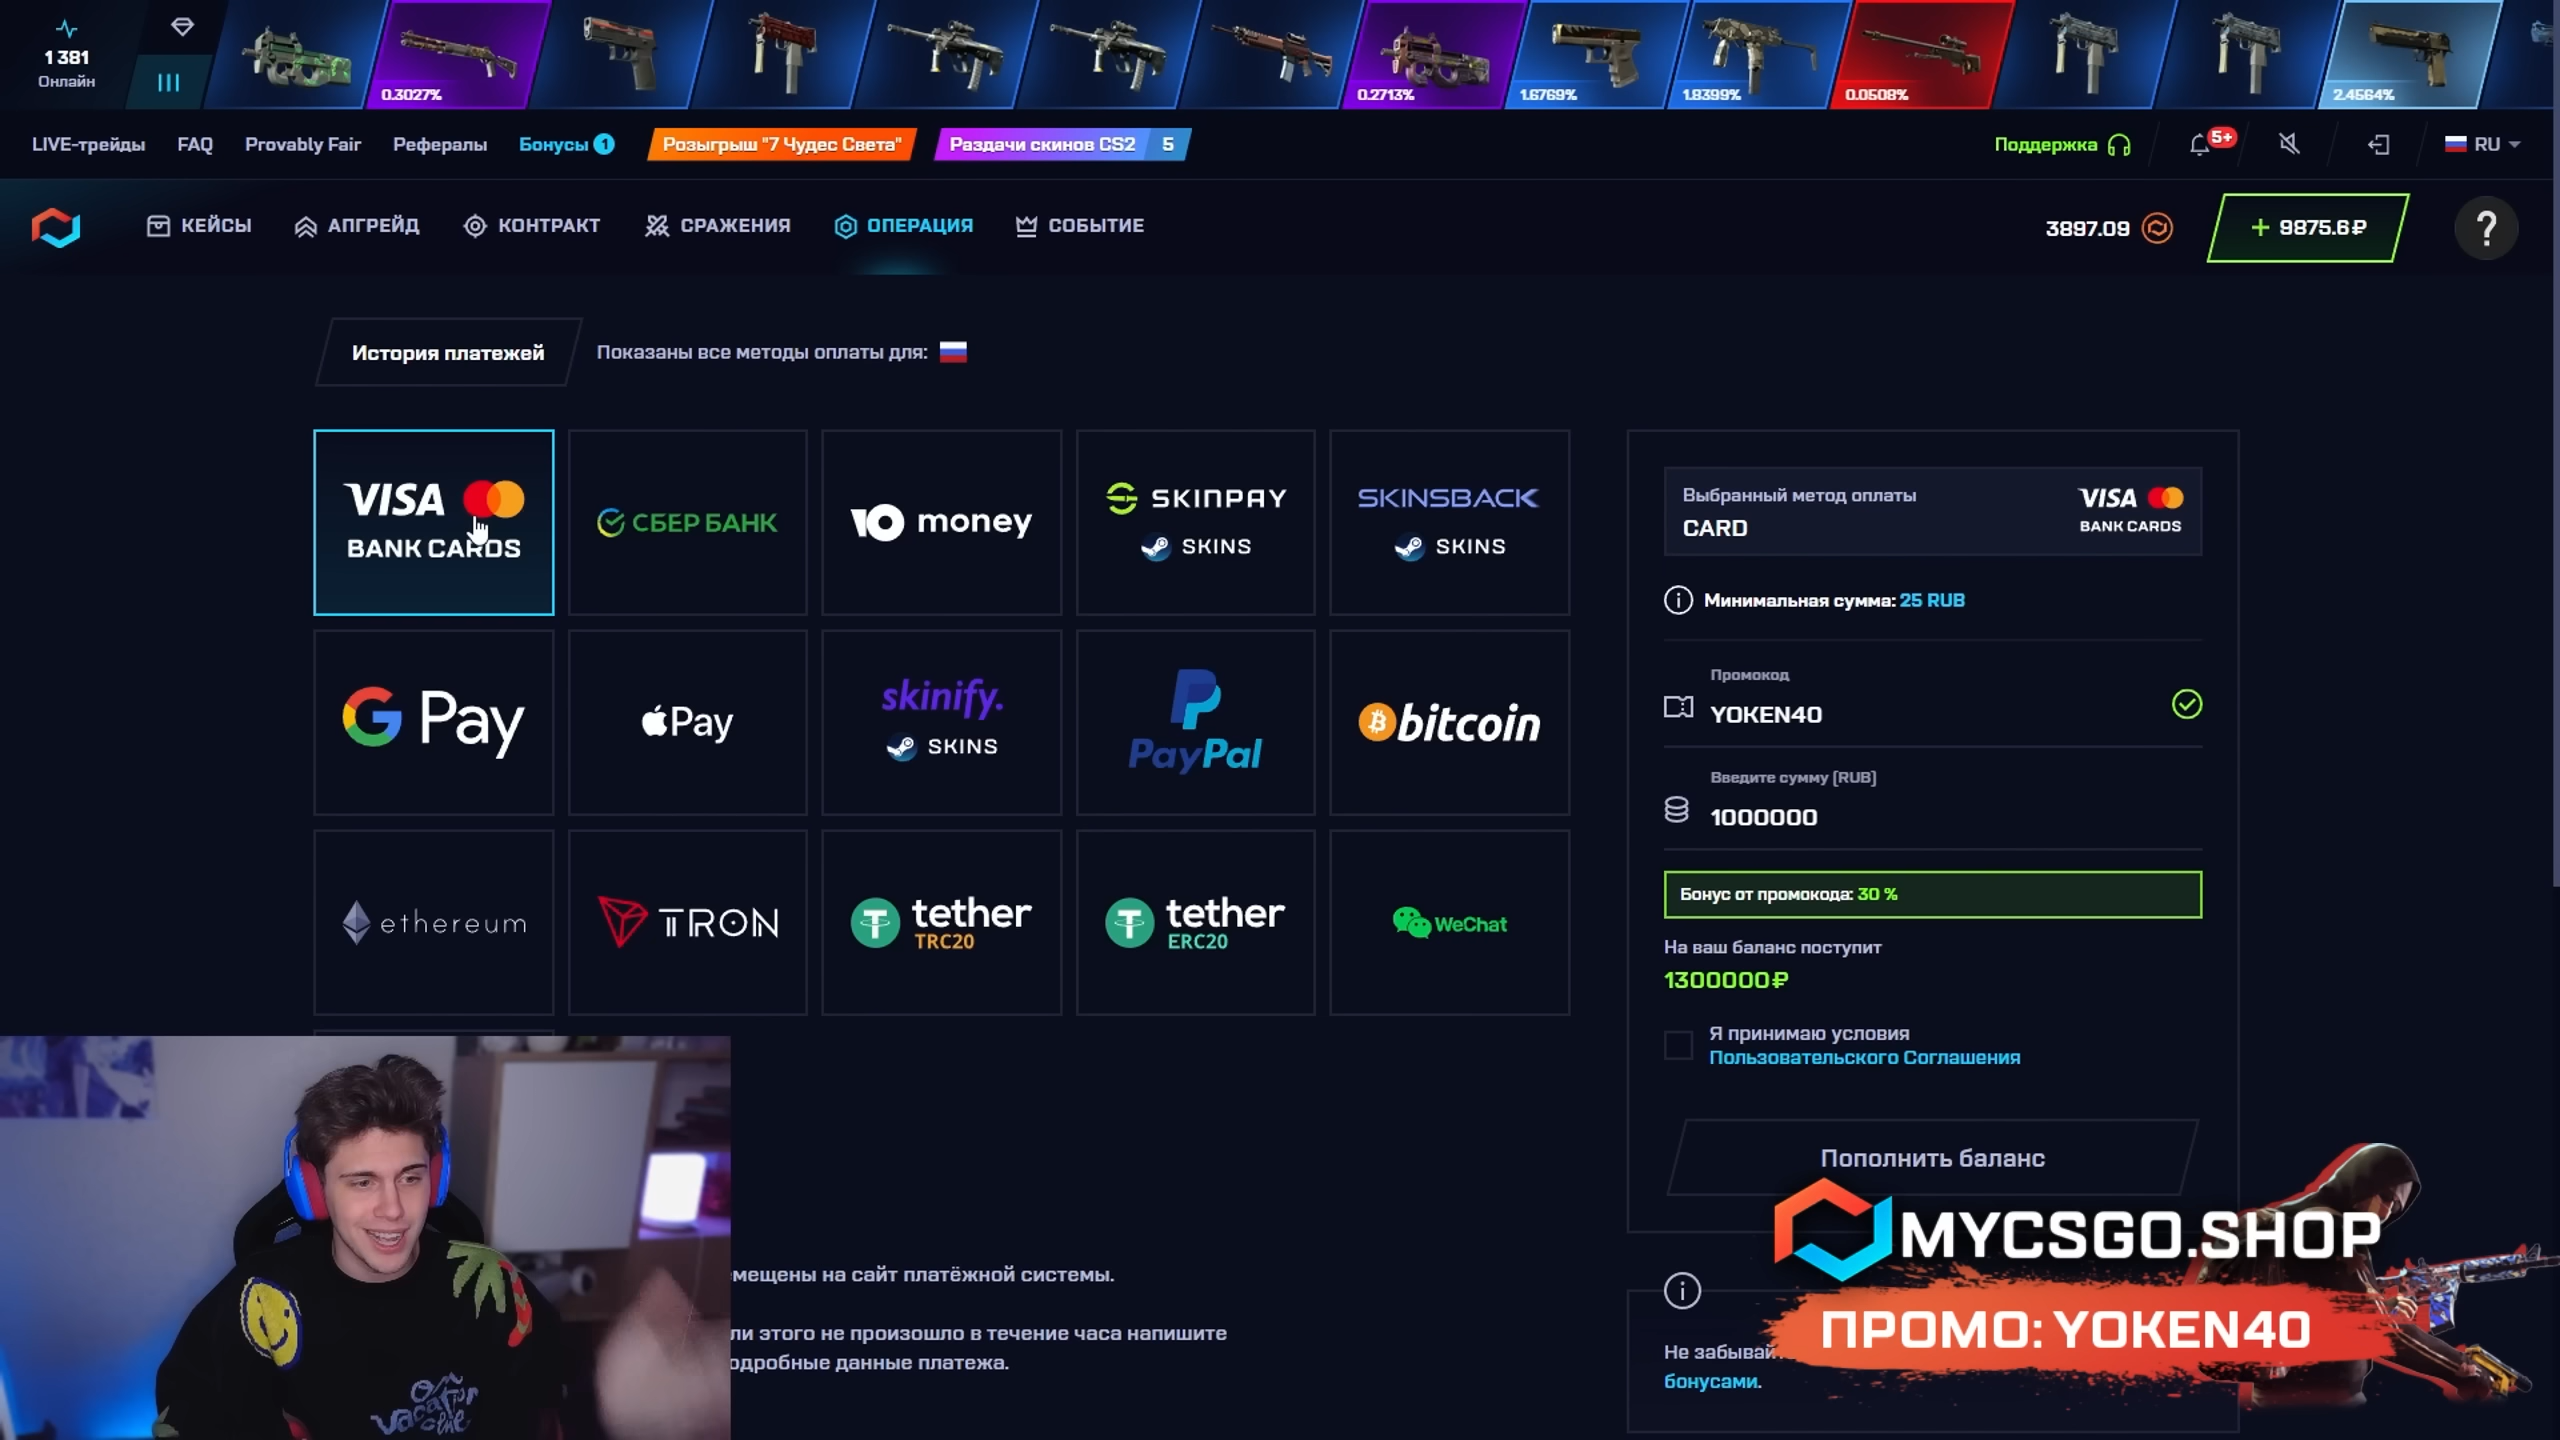 1 381
Онлайн
0.3027%
0.2713%
1.6769%
1.8399%
0.0508%
2.4564%
LIVE-трейды
FAQ
Provably Fair
Рефералы
Бонусы 1
Розыгрыш "7 Чудес Света"
Раздачи скинов CS2 5
Поддержка
5+
RU
КЕЙСЫ
АПГРЕЙД
КОНТРАКТ
СРАЖЕНИЯ
ОПЕРАЦИЯ
СОБЫТИЕ
3897.09
+ 9875.6₽
?
История платежей
Показаны все методы оплаты для:
VISA
BANK CARDS
СБЕР БАНК
Ю money
SKINPAY
SKINS
SKINSBACK
SKINS
G Pay
Pay
skinify.
SKINS
PayPal
bitcoin
ethereum
TRON
tether
TRC20
tether
ERC20
WeChat
Выбранный метод оплаты
CARD
VISA
BANK CARDS
Минимальная сумма: 25 RUB
Промокод
YOKEN40
Введите сумму (RUB)
1000000
Бонус от промокода: 30 %
На ваш баланс поступит
1300000₽
Я принимаю условия
Пользовательского Соглашения
Пополнить баланс
мещены на сайт платёжной системы.
ли этого не произошло в течение часа напишите
одробные данные платежа.
Не забывай
бонусами.
MYCSGO.SHOP
ПРОМО: YOKEN40
on
vacation